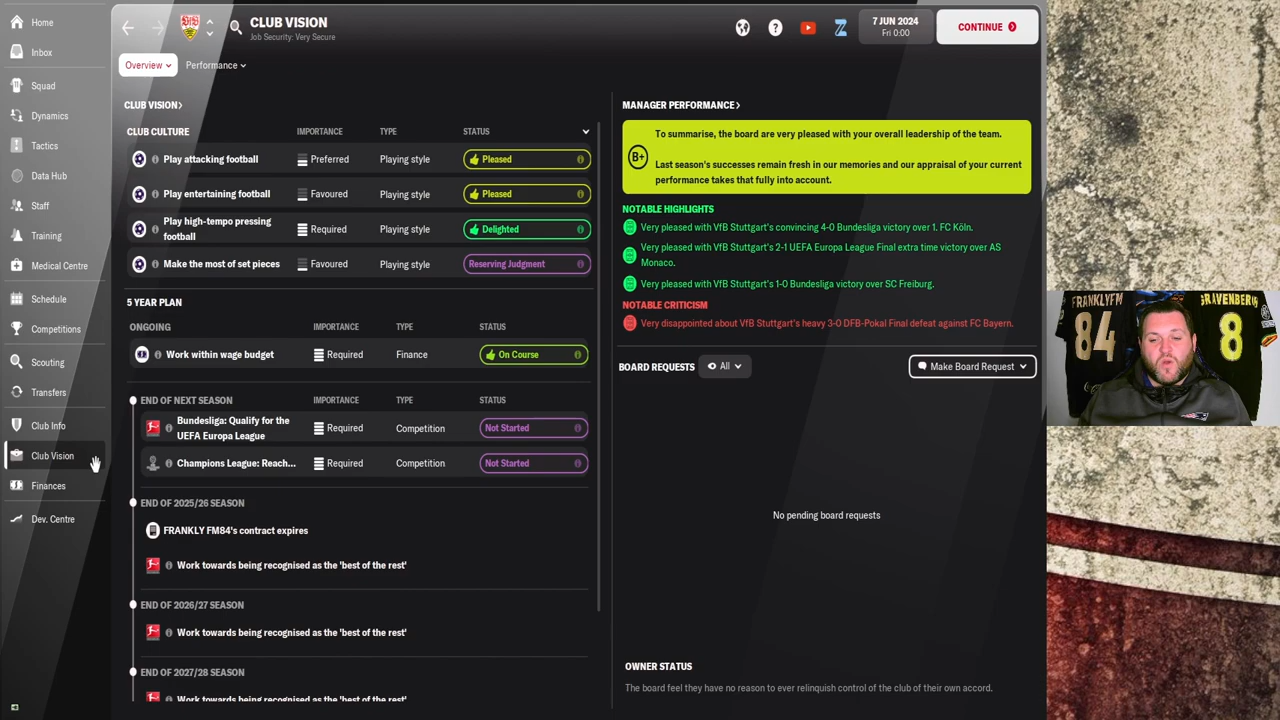 Home
Inbox
Squad
Dynamics
Tactics
Data Hub
Staff
Training
Medical Centre
Schedule
Competitions
Scouting
Transfers
Club Info
Club Vision
Finances
Dev. Centre
CLUB VISION
Job Security: Very Secure
7 JUN 2024
Fri 0:00
CONTINUE
Overview
Performance
CLUB VISION>
CLUB CULTURE IMPORTANCE TYPE STATUS
Play attacking football Preferred Playing style Pleased
Play entertaining football Favoured Playing style Pleased
Play high-tempo pressing
football Required Playing style Delighted
Make the most of set pieces Favoured Playing style Reserving Judgment
5 YEAR PLAN
ONGOING IMPORTANCE TYPE STATUS
Work within wage budget Required Finance On Course
END OF NEXT SEASON IMPORTANCE TYPE STATUS
Bundesliga: Qualify for the
UEFA Europa League Required Competition Not Started
Champions League: Reach... Required Competition Not Started
END OF 2025/26 SEASON
FRANKLY FM84's contract expires
Work towards being recognised as the 'best of the rest'
END OF 2026/27 SEASON
Work towards being recognised as the 'best of the rest'
END OF 2027/28 SEASON
Work towards being recognised as the 'best of the rest'
MANAGER PERFORMANCE>
B+
To summarise, the board are very pleased with your overall leadership of the team.
Last season's successes remain fresh in our memories and our appraisal of your current
performance takes that fully into account.
NOTABLE HIGHLIGHTS
Very pleased with VfB Stuttgart's convincing 4-0 Bundesliga victory over 1. FC Köln.
Very pleased with VfB Stuttgart's 2-1 UEFA Europa League Final extra time victory over AS
Monaco.
Very pleased with VfB Stuttgart's 1-0 Bundesliga victory over SC Freiburg.
NOTABLE CRITICISM
Very disappointed about VfB Stuttgart's heavy 3-0 DFB-Pokal Final defeat against FC Bayern.
BOARD REQUESTS All Make Board Request
No pending board requests
OWNER STATUS
The board feel they have no reason to ever relinquish control of the club of their own accord.
FRANKLYFM
84
RAVENBER
8